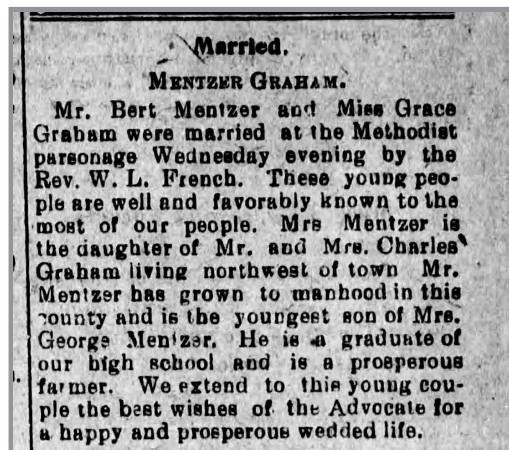 Married.
MENTZER GRAHAM.
Mr. Bert Mentzer and Miss Grace
Graham were married at the Methodist
parsonage Wednesday evening by the
Rev. W. L. French. These young peo-
ple are well and favorably known to the
most of our people. Mrs Mentzer is
the daughter of Mr. and Mrs. Charles
Graham living northwest of town Mr.
Mentzer has grown to manhood in this
county and is the youngest son of Mrs.
George Mentzer. He is a graduate of
our high school and is a prosperous
farmer. We extend to this young cou-
ple the best wishes of the Advocate for
a happy and prosperous wedded life.